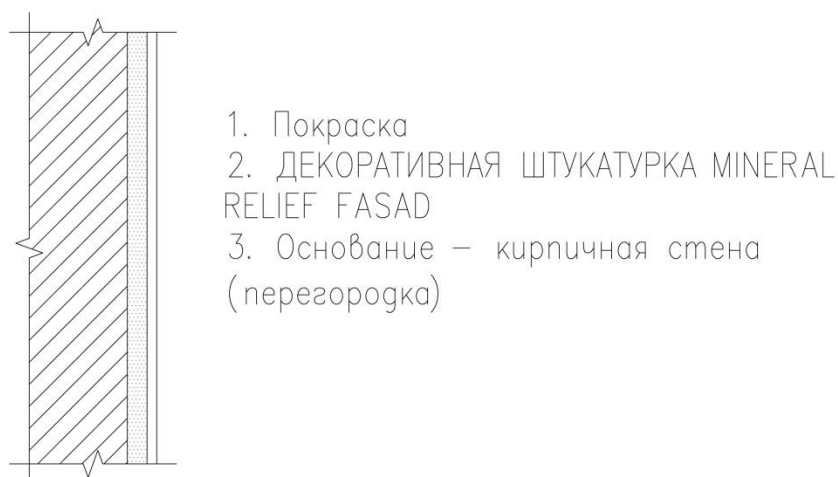 1. Покраска
2. ДЕКОРАТИВНАЯ ШТУКАТУРКА MINERAL
RELIEF FASAD
3. Основание – кирпичная стена
(перегородка)